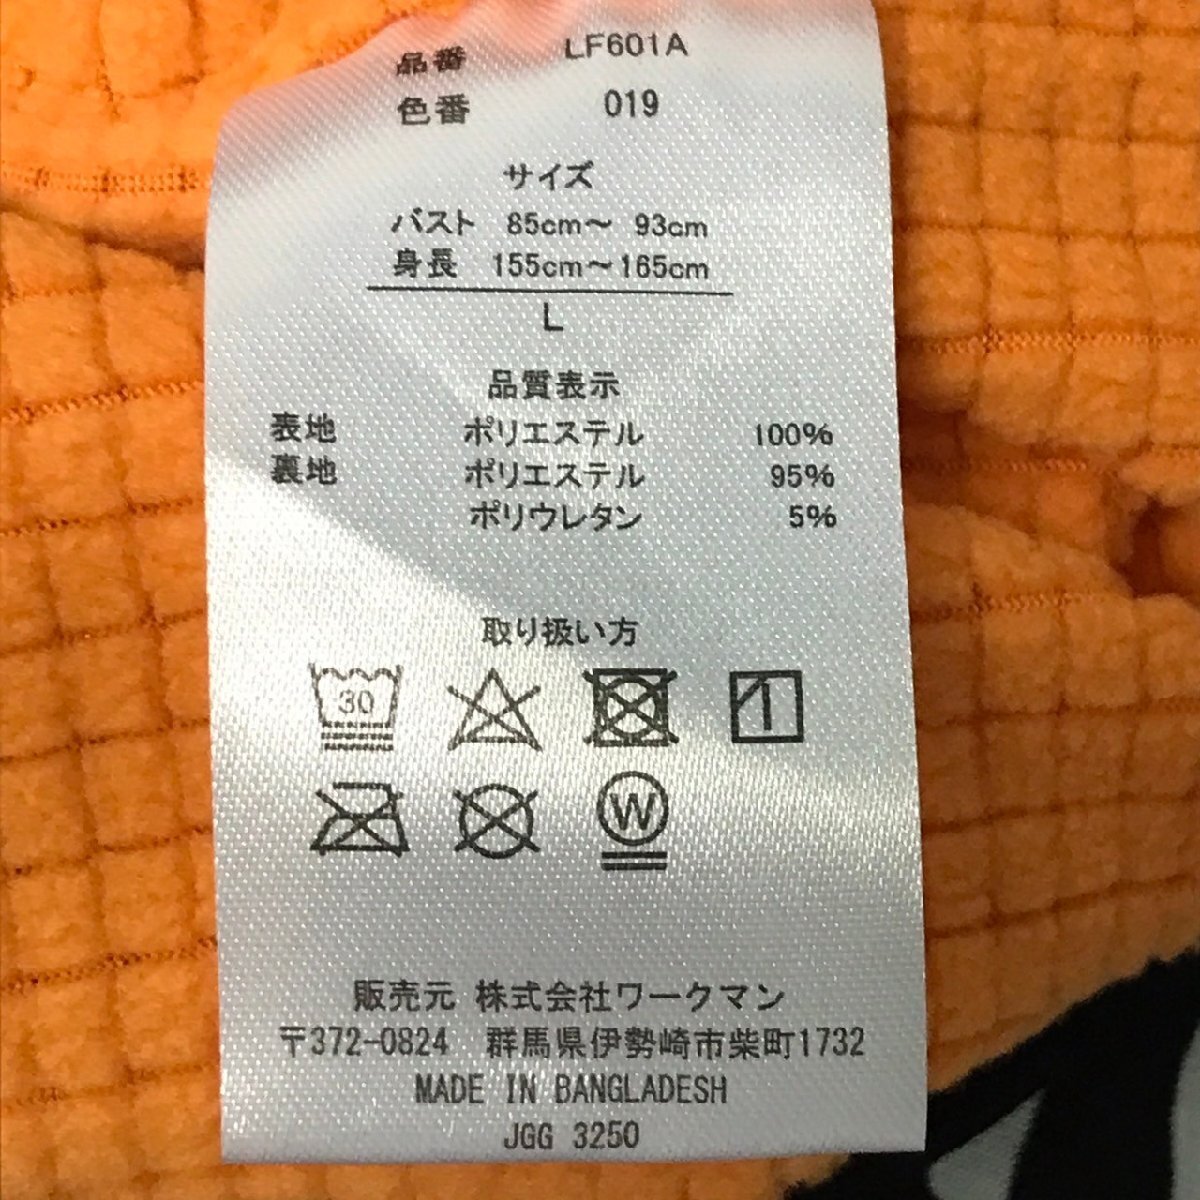 品番 LF601A
色番 019
サイズ
バスト 85cm～ 93cm
身長 155cm～165cm
L
品質表示
表地 ポリエステル 100%
裏地 ポリエステル 95%
ポリウレタン 5%
取り扱い方
30
W
販売元 株式会社ワークマン
〒372-0824 群馬県伊勢崎市柴町1732
MADE IN BANGLADESH
JGG 3250